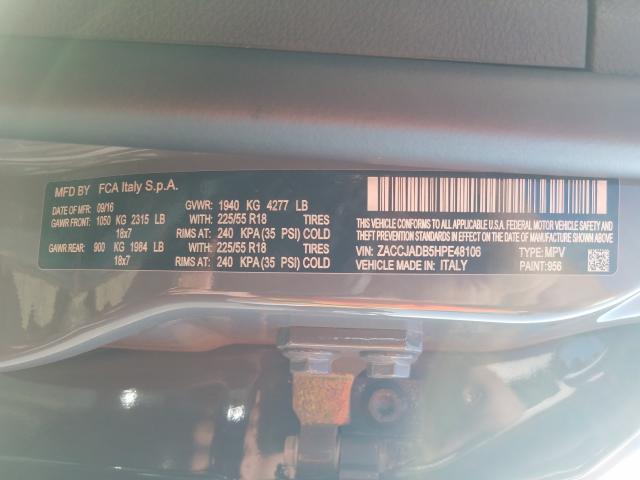 MFD BY FCA Italy S.p.A.
DATE OF MFR: 09/16 GVWR: 1940 KG 4277 LB
GAWR FRONT: 1050 KG 2315 LB WITH: 225/55 R18 TIRES
18x7 RIMS AT: 240 KPA (35 PSI) COLD
GAWR REAR: 900 KG 1984 LB WITH: 225/55 R18 TIRES
18x7 RIMS AT: 240 KPA (35 PSI) COLD
THIS VEHICLE CONFORMS TO ALL APPLICABLE U.S.A. FEDERAL MOTOR VEHICLE SAFETY
AND THEFT PREVENTION STANDARDS IN EFFECT ON THE DATE OF MANUFACTURE SHOWN ABOVE
VIN: ZACCJADB5HPE48106 TYPE: MPV
VEHICLE MADE IN: ITALY PAINT: 956